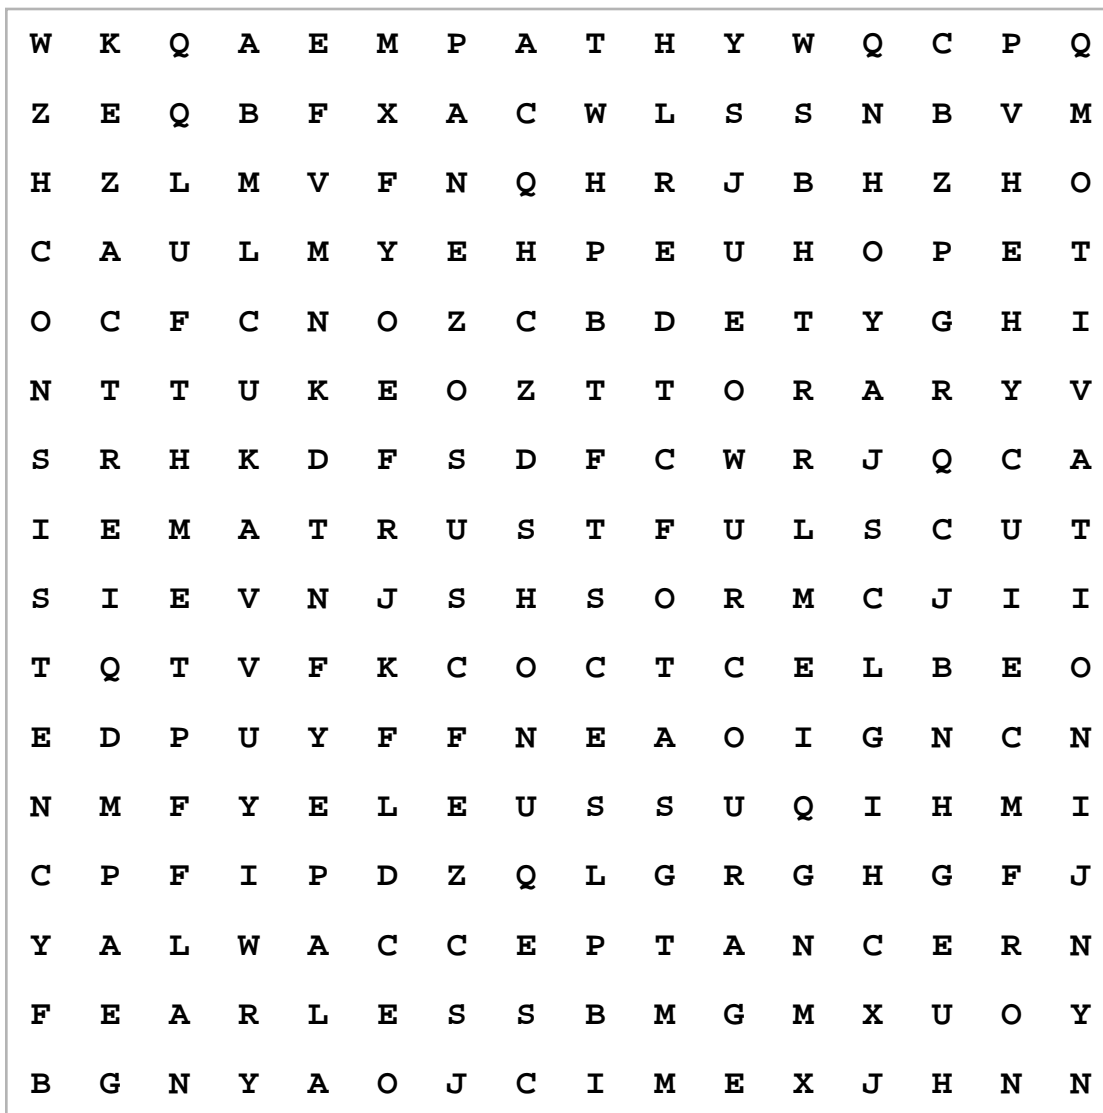 W K Q A E M P A T H Y W Q C P Q
Z E Q B F X A C W L S S N B V M
H Z L M V F N Q H R J B H Z H O
C A U L M Y E H P E U H O P E T
O C F C N O Z C B D E T Y G H I
N T T U K E O Z T T O R A R Y V
S R H K D F S D F C W R J Q C A
I E M A T R U S T F U L S C U T
S I E V N J S H S O R M C J I I
T Q T V F K C O C T C E L B E O
E D P U Y F F N E A O I G N C N
N M F Y E L E U S S U Q I H M I
C P F I P D Z Q L G R G H G F J
Y A L W A C C E P T A N C E R N
F E A R L E S S B M G M X U O Y
B G N Y A O J C I M E X J H N N